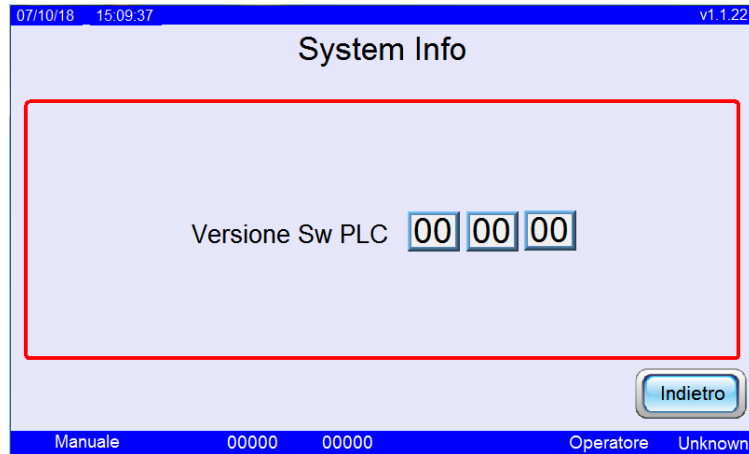 07/10/18 _ 15:09:37 v1.1.22
System Info
Versione Sw PLC 00 00 00
Indietro
Manuale 00000 00000 Operatore Unknown